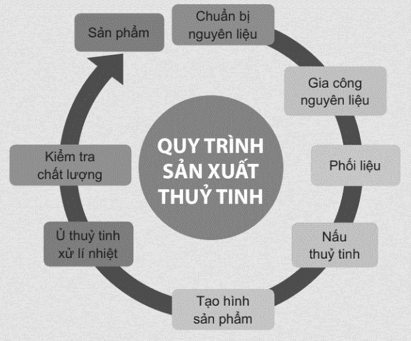 Sản phẩm
Chuẩn bị
nguyên liệu
Gia công
nguyên liệu
Phối liệu
Nấu
thuỷ tinh
Tạo hình
sản phẩm
Ủ thuỷ tinh
xử lí nhiệt
Kiểm tra
chất lượng
QUY TRÌNH
SẢN XUẤT
THUỶ TINH